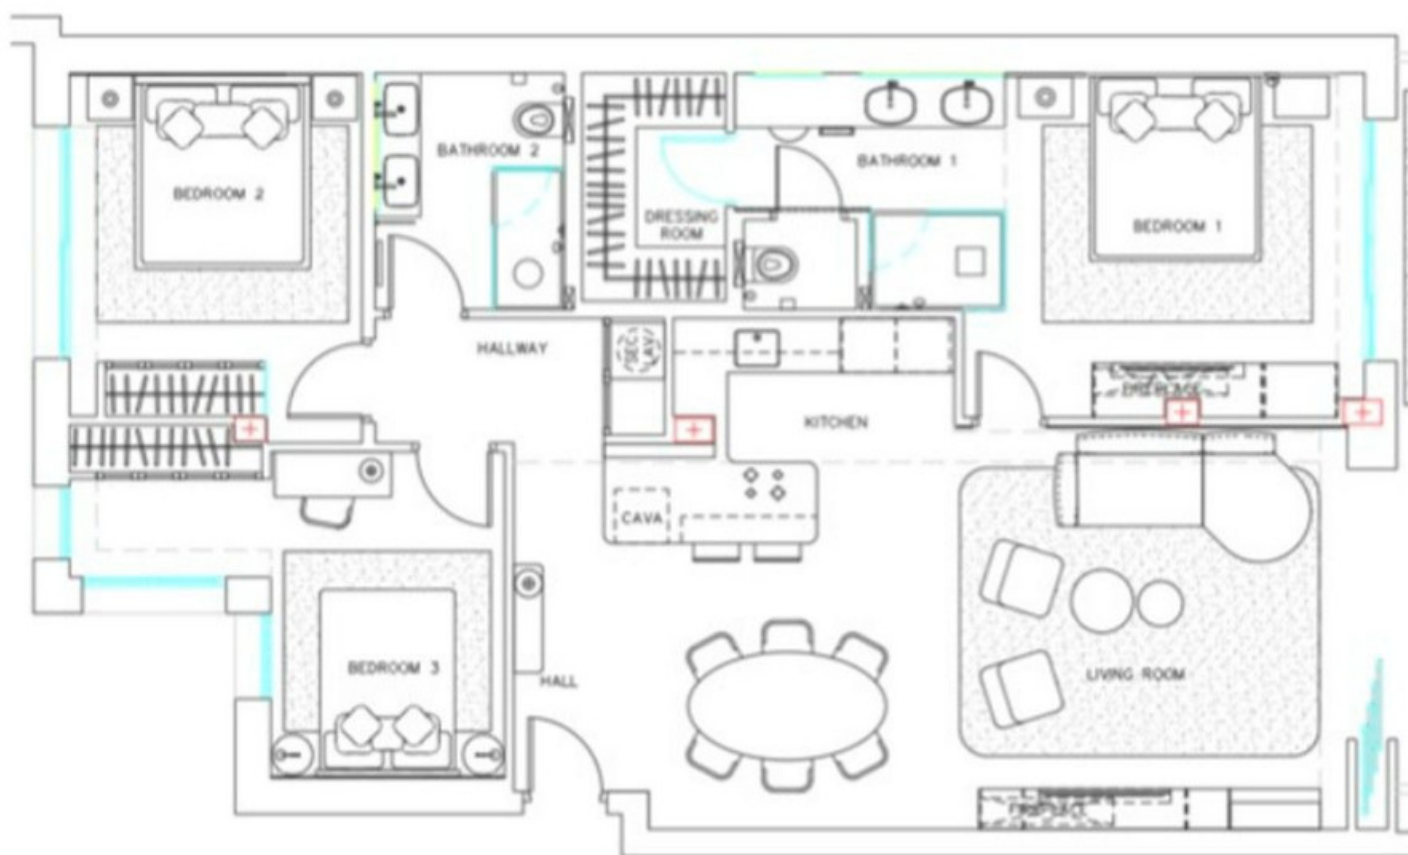 BEDROOM 2
BATHROOM 2
DRESSING
ROOM
BATHROOM 1
BEDROOM 1
HALLWAY
SEC
LAV
FIREPLACE
KITCHEN
CAVA
BEDROOM 3
HALL
LIVING ROOM